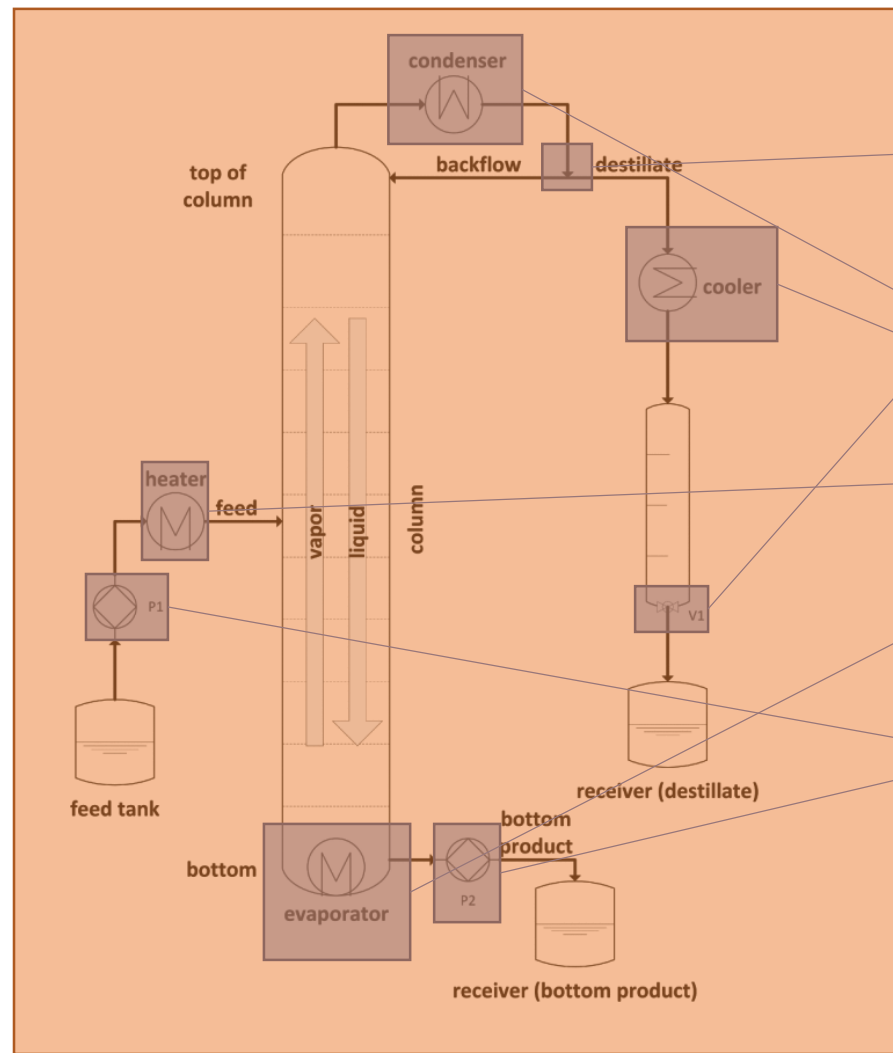 condenser
top of
column
backflow
destillate
cooler
heater
feed
vapor
liquid
column
P1
V1
feed tank
receiver (destillate)
bottom
product
bottom
evaporator
P2
receiver (bottom product)